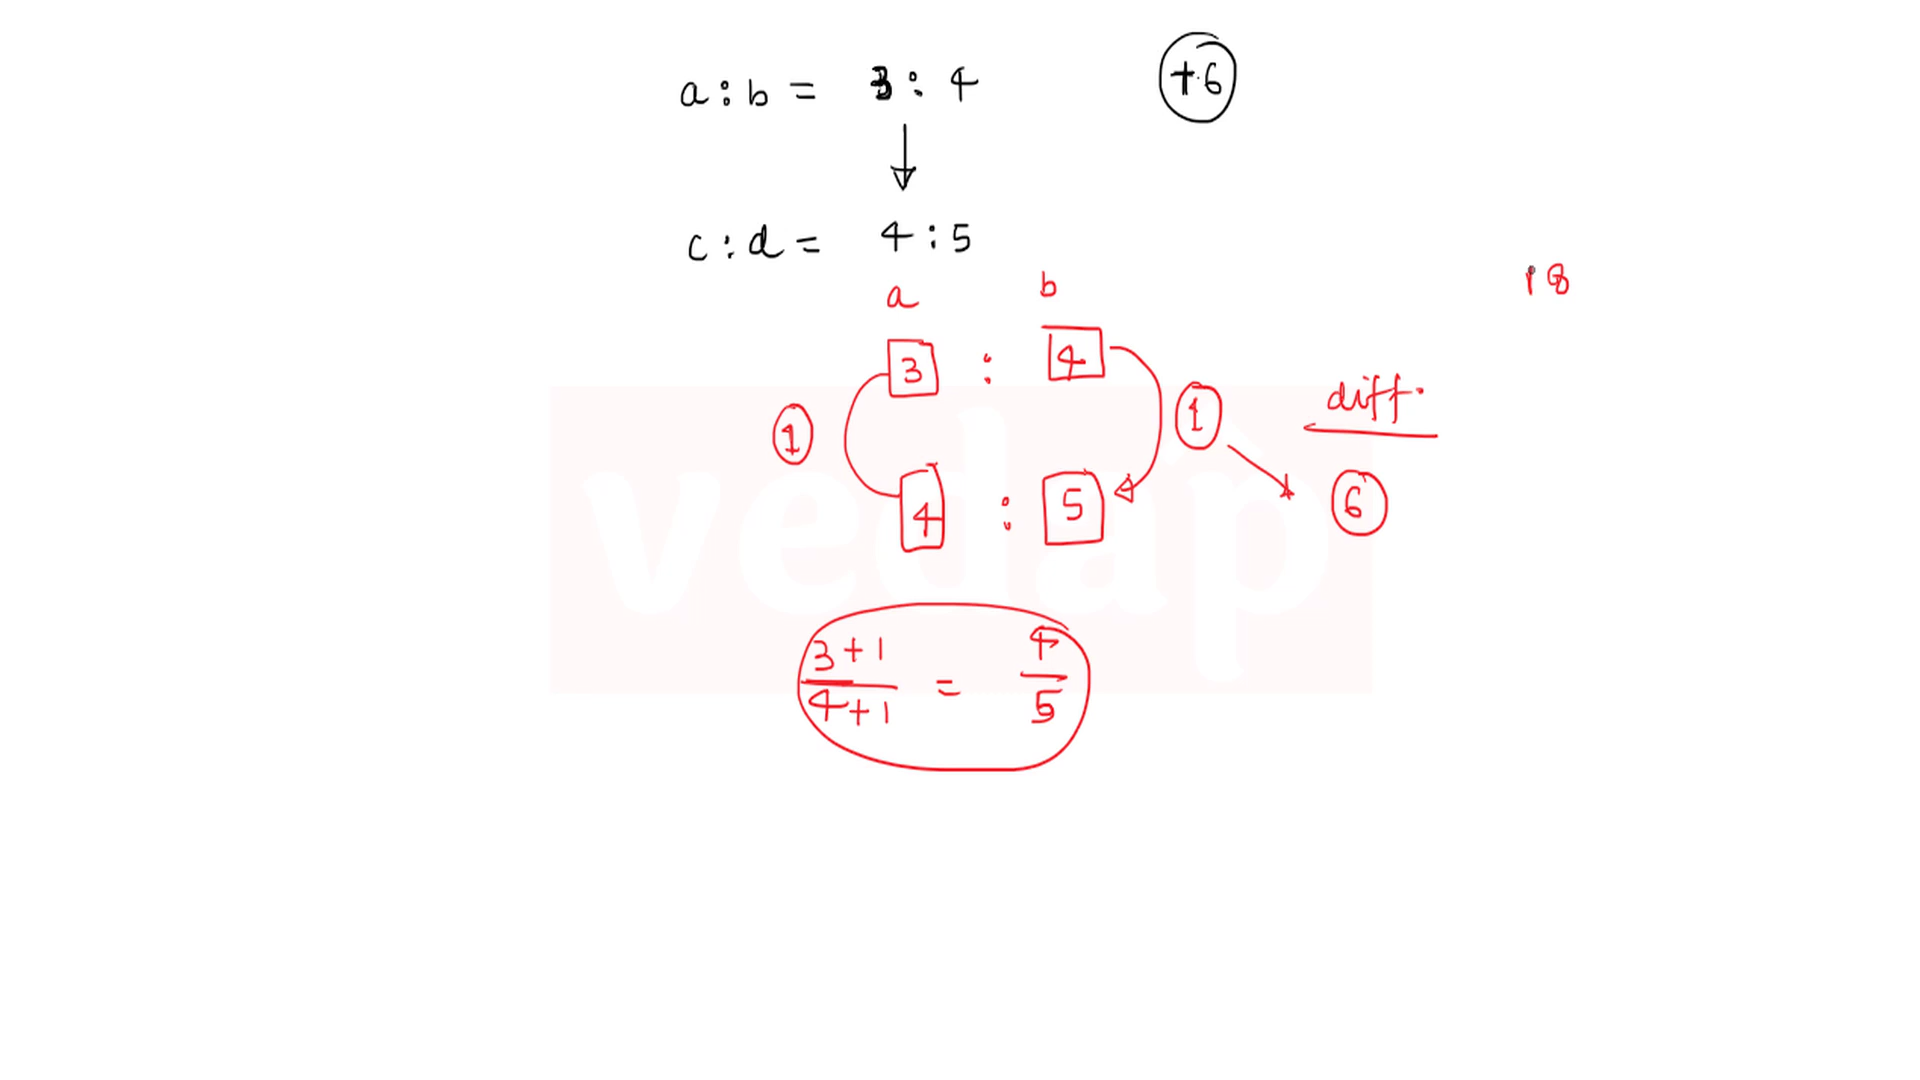 a:b = 3:4 +6
↓
c:d = 4:5
18
a b
3 : 4
diff.
1 1
4 : 5 6
vedap
3+1/4+1 = 4/5